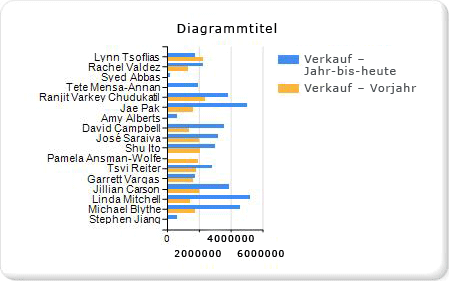 Diagrammtitel
Lynn Tsoflias
Rachel Valdez
Syed Abbas
Tete Mensa-Annan
Ranjit Varkey Chudukatil
Jae Pak
Amy Alberts
David Campbell
José Saraiva
Shu Ito
Pamela Ansman-Wolfe
Tsvi Reiter
Garrett Vargas
Jillian Carson
Linda Mitchell
Michael Blythe
Stephen Jiang
Verkauf –
Jahr-bis-heute
Verkauf – Vorjahr
0 4000000
2000000 6000000